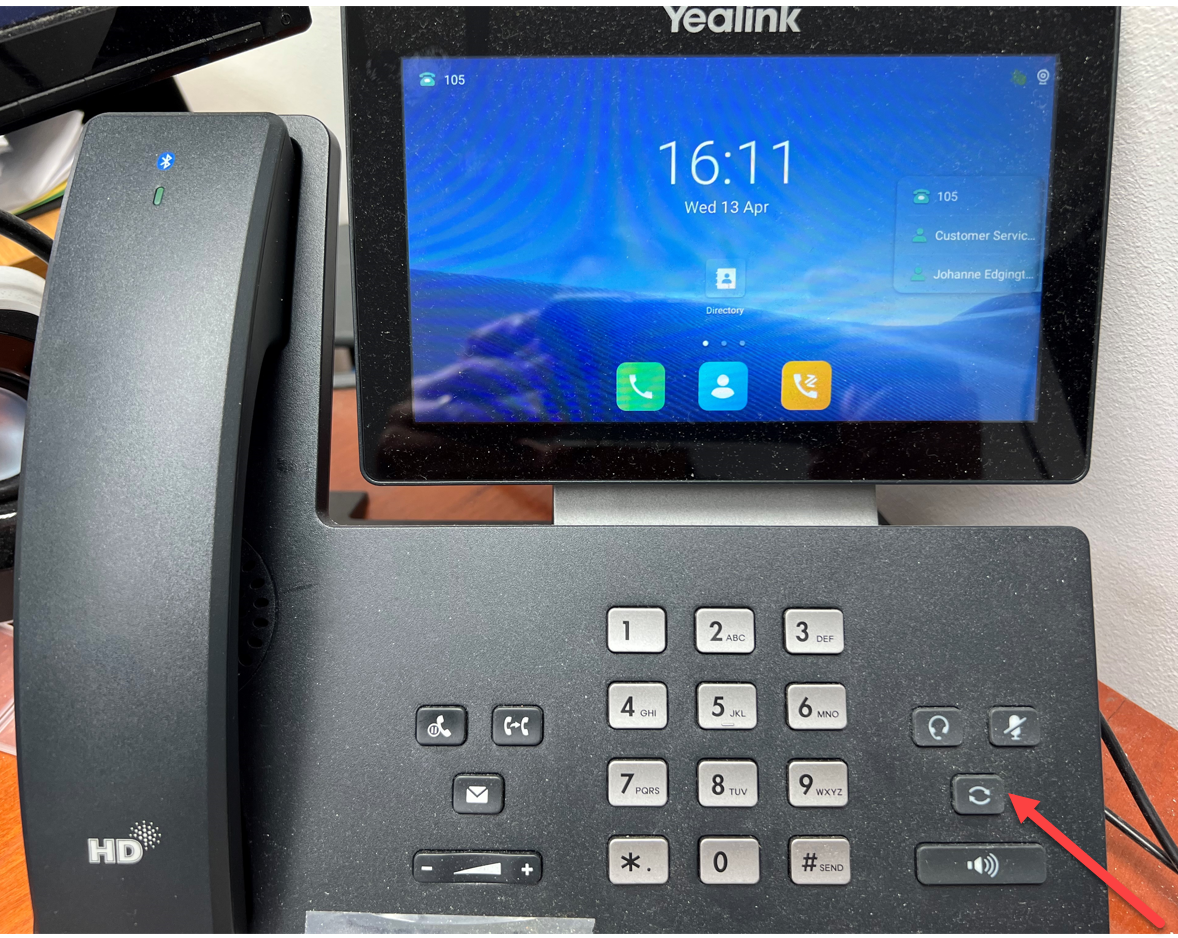 Yealink
105
16:11
Wed 13 Apr
105
Customer Servic...
Johanne Edgingt...
Directory
HD
1
2 ABC
3 DEF
4 GHI
5 JKL
6 MNO
7 PQRS
8 TUV
9 WXYZ
*.
0
# SEND
- +